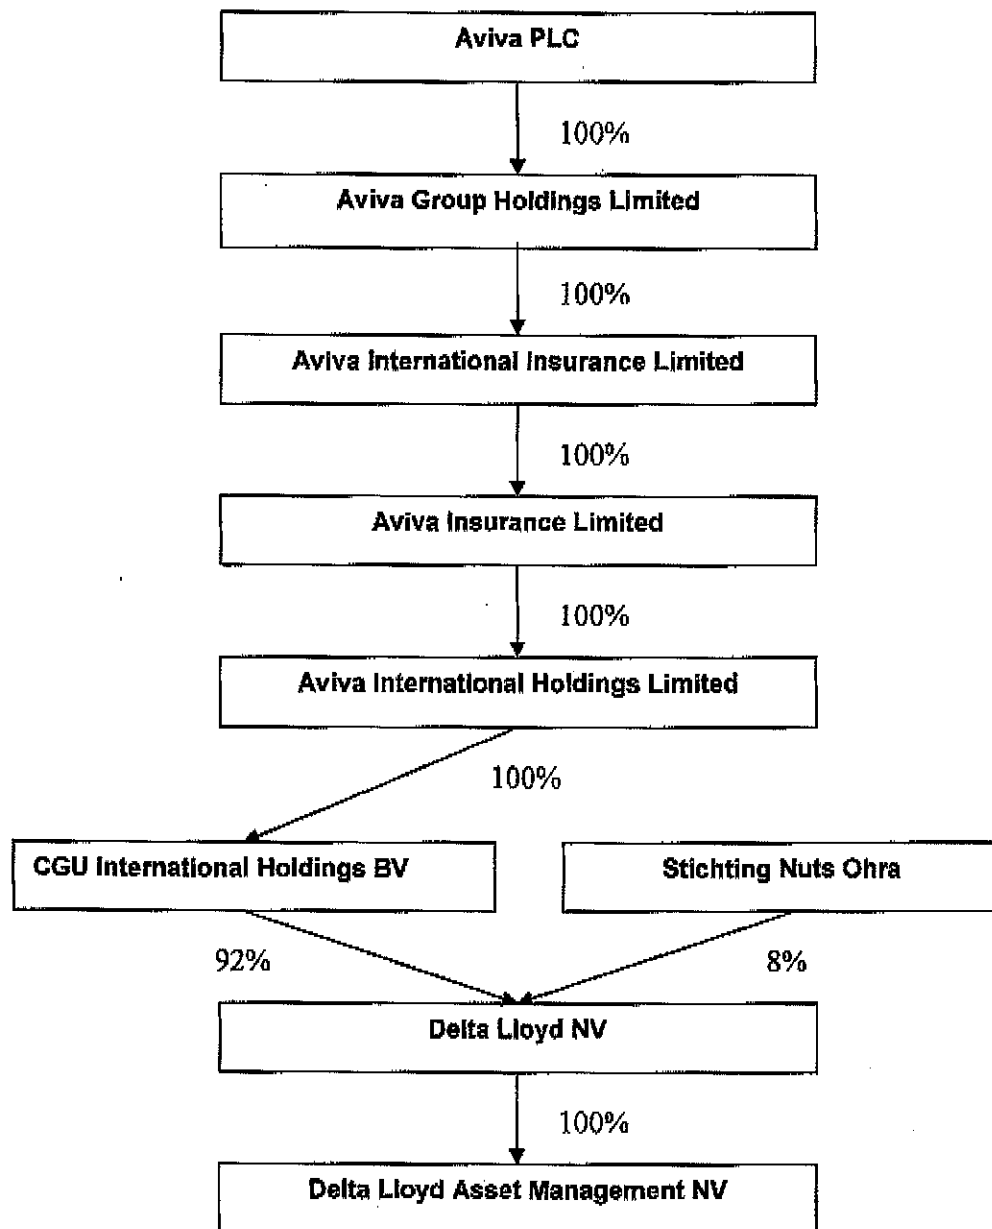 Aviva PLC
100%
Aviva Group Holdings Limited
100%
Aviva International Insurance Limited
100%
Aviva Insurance Limited
100%
Aviva International Holdings Limited
100%
CGU International Holdings BV
Stichting Nuts Ohra
92%
8%
Delta Lloyd NV
100%
Delta Lloyd Asset Management NV